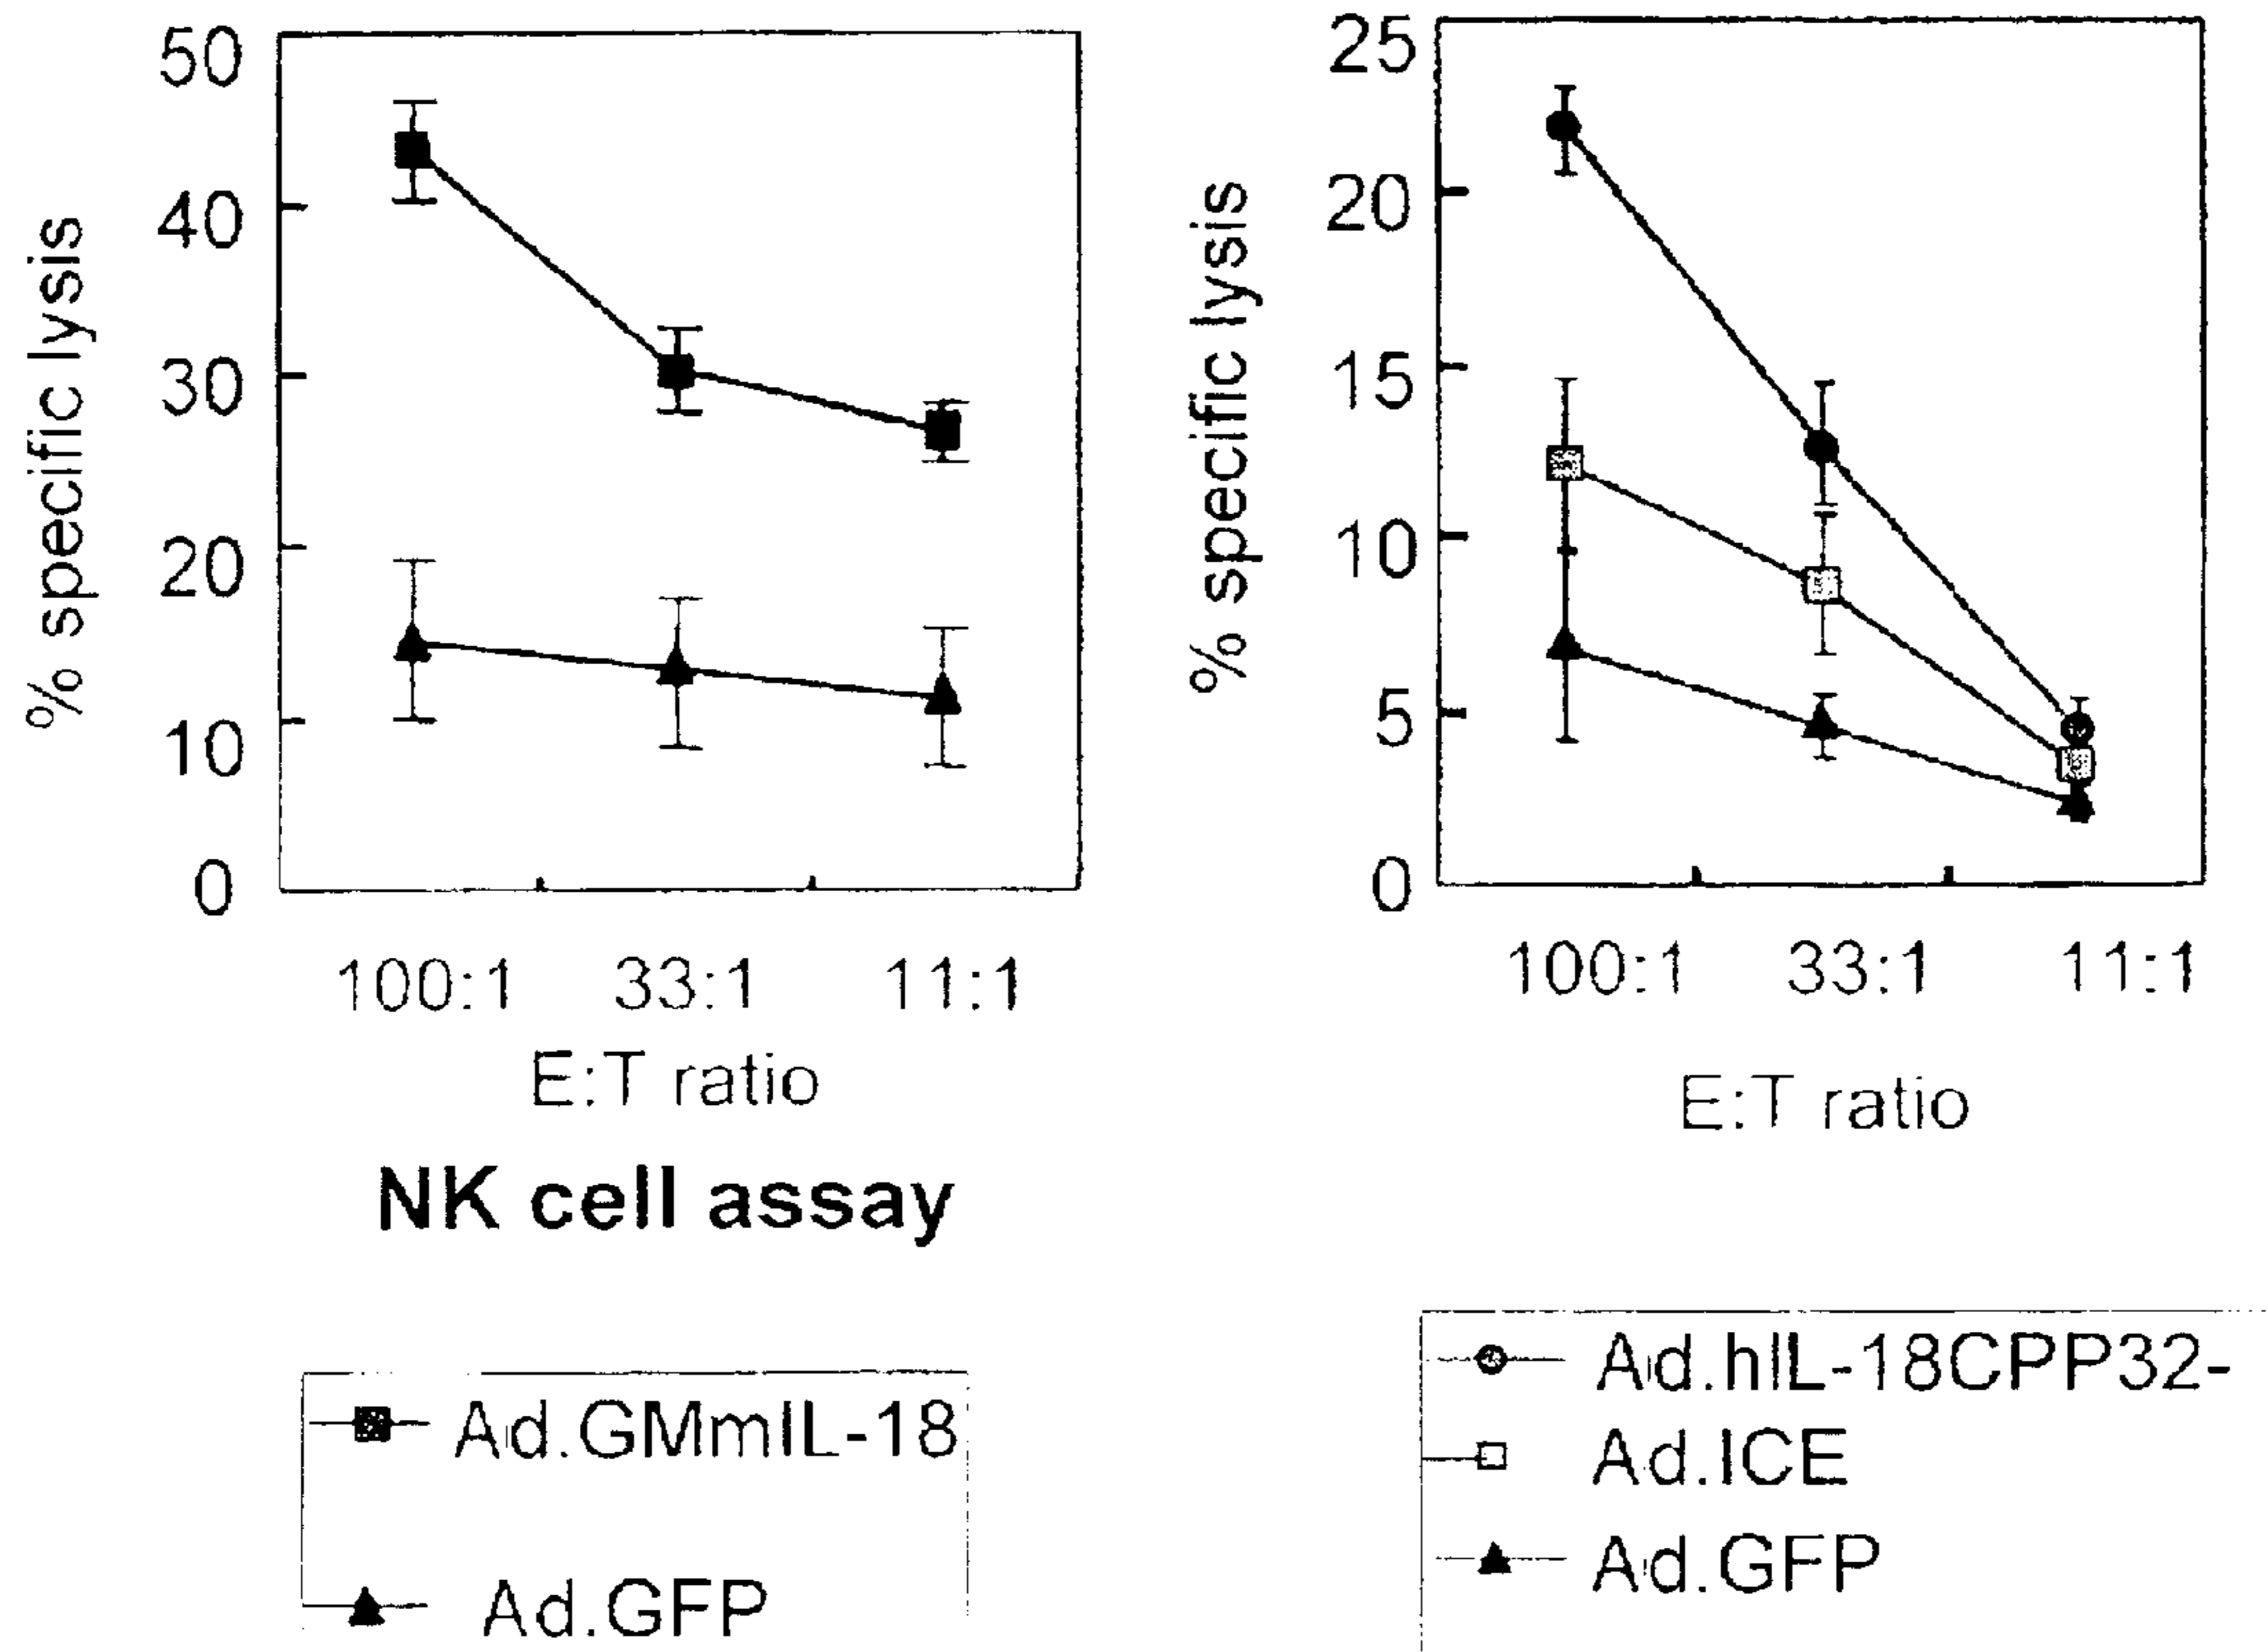 50
40
30
20
10
0
% specific lysis
100:1 33:1 11:1
E:T ratio
NK cell assay
Ad.GMmIL-18
Ad.GFP
25
20
15
10
5
0
% specific lysis
100:1 33:1 11:1
E:T ratio
Ad.hIL-18CPP32-
Ad.ICE
Ad.GFP